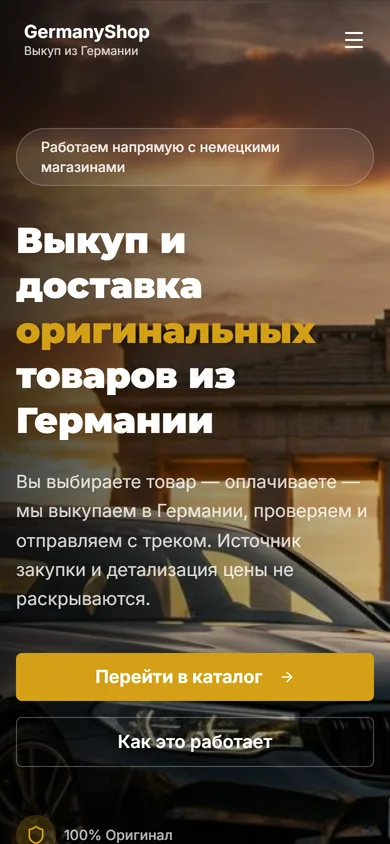 GermanyShop
Выкуп из Германии
Работаем напрямую с немецкими
магазинами
Выкуп и
доставка
оригинальных
товаров из
Германии
Вы выбираете товар — оплачиваете —
мы выкупаем в Германии, проверяем и
отправляем с треком. Источник
закупки и детализация цены не
раскрываются.
Перейти в каталог →
Как это работает
100% Оригинал